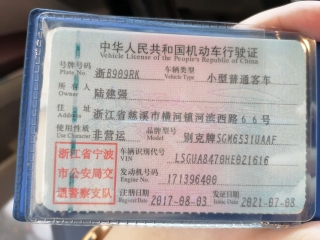 中华人民共和国机动车行驶证
Vehicle License of the People's Republic of China
号牌号码 浙B909RK 车辆类型 小型普通客车
Plate No. Vehicle Type
所有人 陆建强
住址 浙江省慈溪市横河镇河滨西路66号
Address
使用性质 非营运 品牌型号 别克牌SGM6531UAAF
Use Character Model
浙江省宁波
市公安局交
通警察支队
车辆识别代号 LSGUA8470HE021616
VIN
发动机号码 171396400
Engine No.
注册日期 2017-08-03 发证日期 2021-07-08
Register Date Issue Date